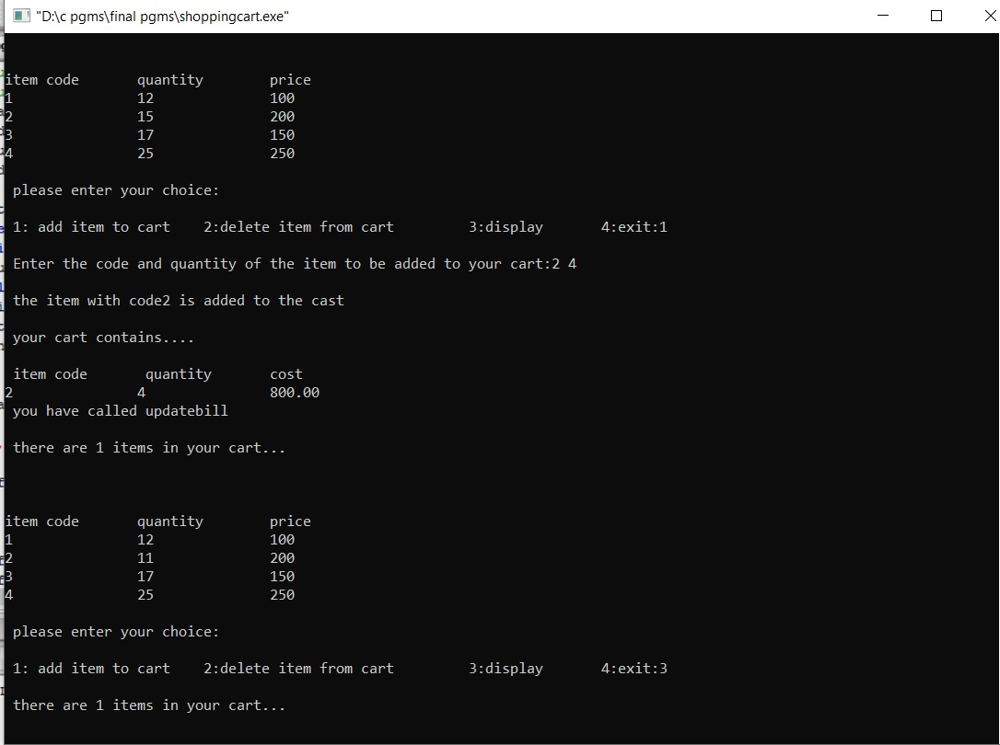 "D:\c pgms\final pgms\shoppingcart.exe"
item code quantity price
1 12 100
2 15 200
3 17 150
4 25 250
please enter your choice:
1: add item to cart 2:delete item from cart 3:display 4:exit:1
Enter the code and quantity of the item to be added to your cart:2 4
the item with code2 is added to the cast
your cart contains....
item code quantity cost
2 4 800.00
you have called updatebill
there are 1 items in your cart...
item code quantity price
1 12 100
2 11 200
3 17 150
4 25 250
please enter your choice:
1: add item to cart 2:delete item from cart 3:display 4:exit:3
there are 1 items in your cart...